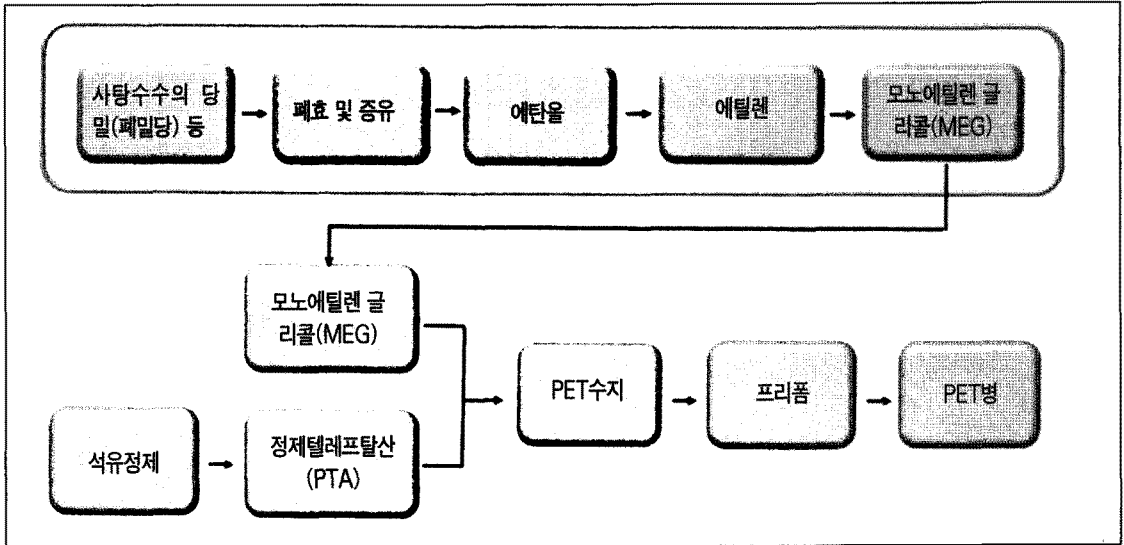 사탕수수의 당
밀(폐밀당) 등
폐효 및 증유
에탄올
에틸렌
모노에틸렌 글
리콜(MEG)
모노에틸렌 글
리콜(MEG)
석유정제
정제텔레프탈산
(PTA)
PET수지
프리폼
PET병